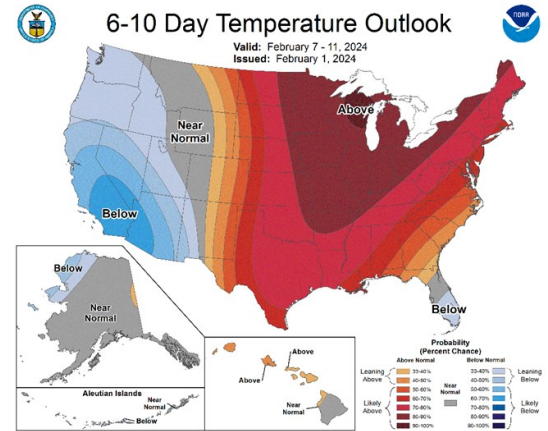 6-10 Day Temperature Outlook
Valid: February 7 - 11, 2024
Issued: February 1, 2024
NOAA
Near
Normal
Above
Below
Below
Below
Near
Normal
Aleutian Islands
Near
Normal
Below
Above
Above
Near
Normal
Probability
(Percent Chance)
Above Normal
Below Normal
Leaning
Above
Likely
Above
33-40%
40-50%
50-60%
60-70%
70-80%
80-90%
90-100%
Near
Normal
33-40%
40-50%
50-60%
60-70%
70-80%
80-90%
90-100%
Leaning
Below
Likely
Below